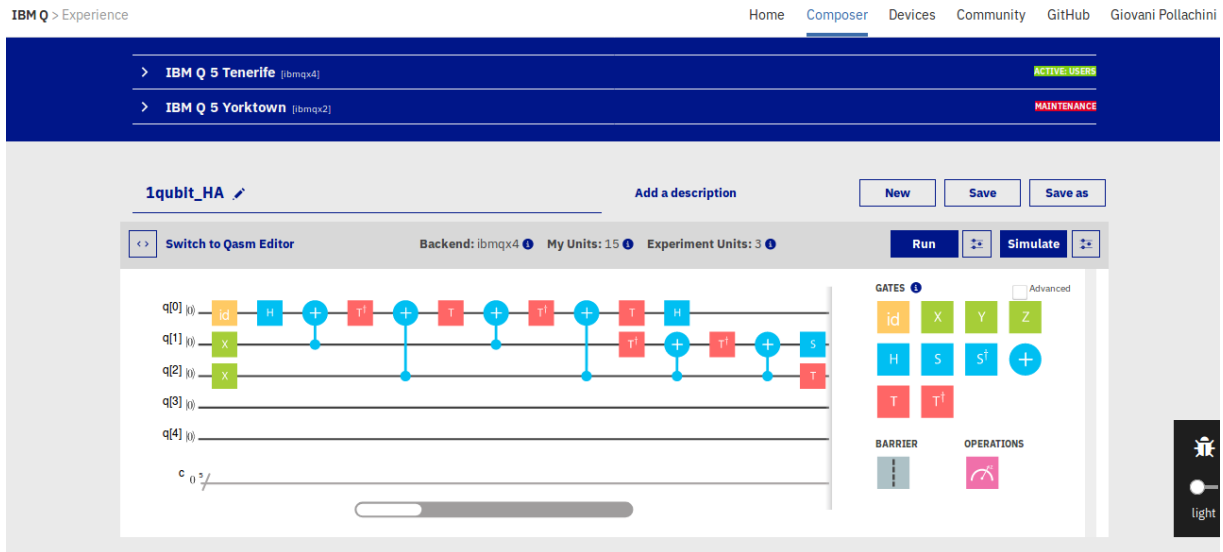 IBM Q > Experience Home Composer Devices Community GitHub Giovani Pollachini
IBM Q 5 Tenerife [ibmqx4] ACTIVE: USERS
IBM Q 5 Yorktown [ibmqx2] MAINTENANCE
1qubit_HA Add a description New Save Save as
Switch to Qasm Editor Backend: ibmqx4 My Units: 15 Experiment Units: 3 Run Simulate
GATES Advanced
q[0] |0⟩ id H + T† + T + T† + T H
q[1] |0⟩ X T† + T† + S
q[2] |0⟩ X T
q[3] |0⟩
q[4] |0⟩
c 0 5
id X Y Z
H S S† +
T T†
BARRIER OPERATIONS
light